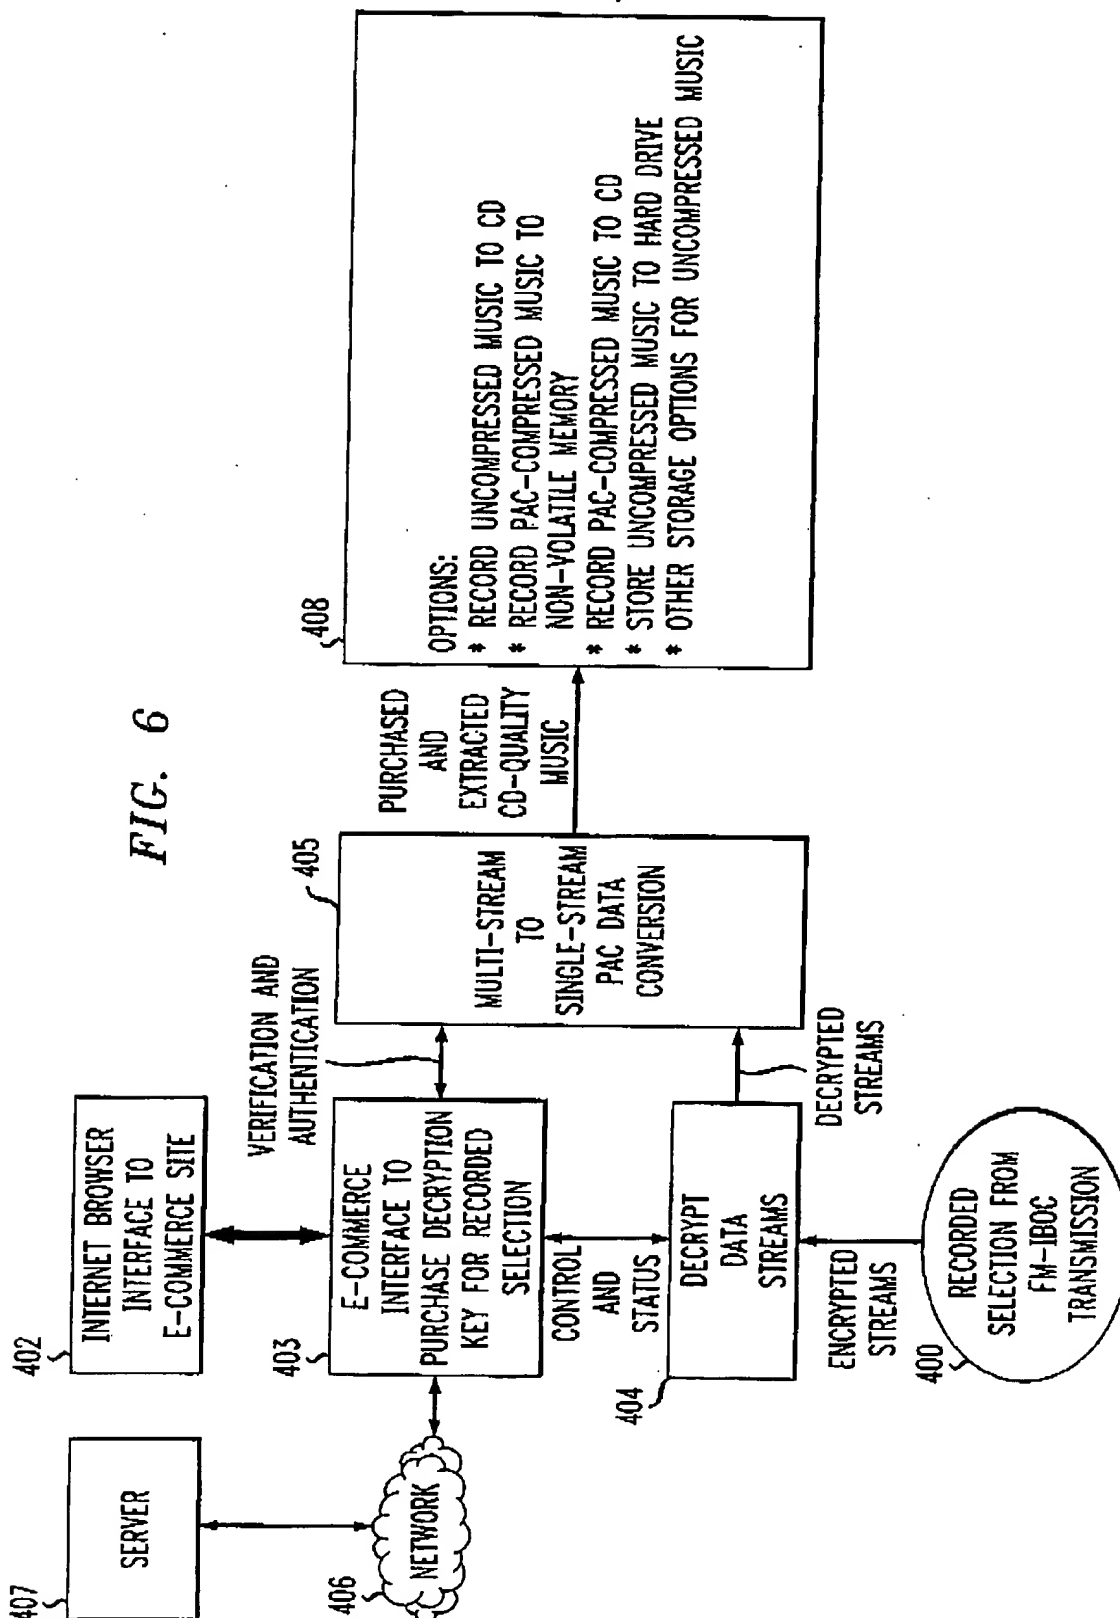 FIG. 6
407
SERVER
406
NETWORK
402
INTERNET BROWSER
INTERFACE TO
E-COMMERCE SITE
403
E-COMMERCE
INTERFACE TO
PURCHASE DECRYPTION
KEY FOR RECORDED
SELECTION
VERIFICATION AND
AUTHENTICATION
CONTROL
AND
STATUS
404
DECRYPT
DATA
STREAMS
ENCRYPTED
STREAMS
400
RECORDED
SELECTION FROM
FM-IBOC
TRANSMISSION
DECRYPTED
STREAMS
405
MULTI-STREAM
TO
SINGLE-STREAM
PAC DATA
CONVERSION
PURCHASED
AND
EXTRACTED
CD-QUALITY
MUSIC
408
OPTIONS:
* RECORD UNCOMPRESSED MUSIC TO CD
* RECORD PAC-COMPRESSED MUSIC TO
NON-VOLATILE MEMORY
* RECORD PAC-COMPRESSED MUSIC TO CD
* STORE UNCOMPRESSED MUSIC TO HARD DRIVE
* OTHER STORAGE OPTIONS FOR UNCOMPRESSED MUSIC